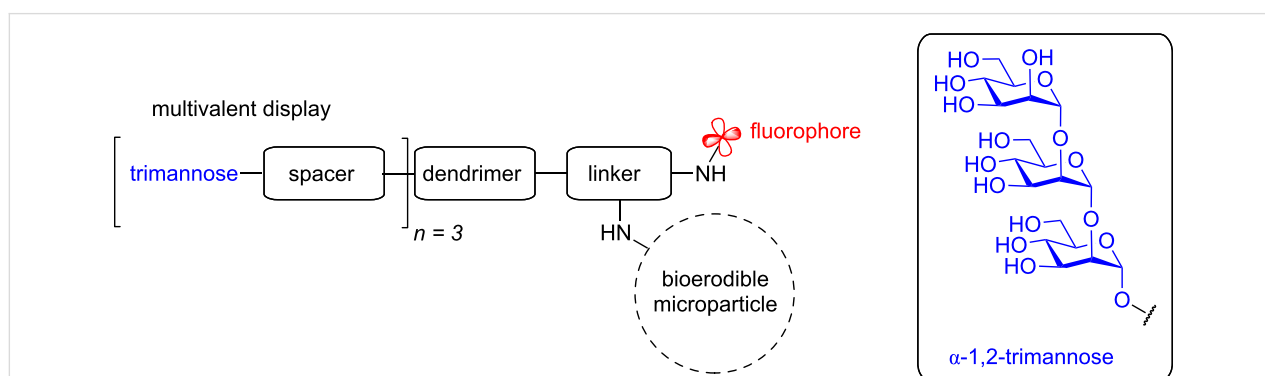 multivalent display
trimannose
spacer
n = 3
dendrimer
linker
NH
fluorophore
HN
bioerodible
microparticle
HO
OH
HO
O
HO
O
HO
HO
O
HO
O
HO
HO
O
HO
O
α-1,2-trimannose